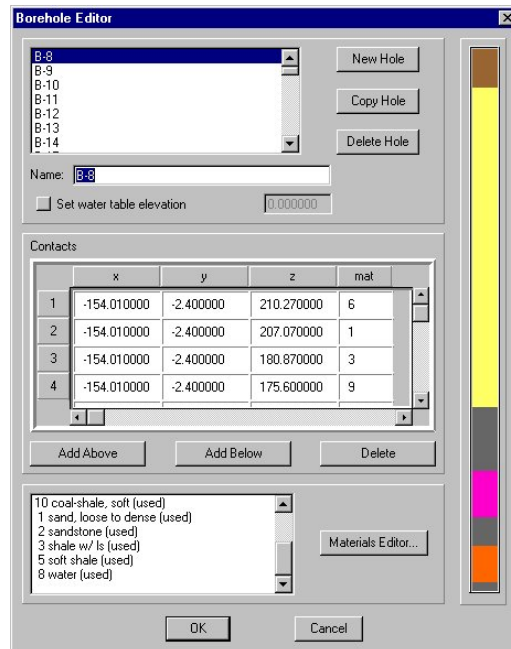 Borehole Editor
B-8
B-9
B-10
B-11
B-12
B-13
B-14
New Hole
Copy Hole
Delete Hole
Name: B-8
Set water table elevation 0.000000
Contacts
x y z mat
1 -154.010000 -2.400000 210.270000 6
2 -154.010000 -2.400000 207.070000 1
3 -154.010000 -2.400000 180.870000 3
4 -154.010000 -2.400000 175.600000 9
Add Above Add Below Delete
10 coal-shale, soft (used)
1 sand, loose to dense (used)
2 sandstone (used)
3 shale w/ ls (used)
5 soft shale (used)
8 water (used)
Materials Editor...
OK Cancel